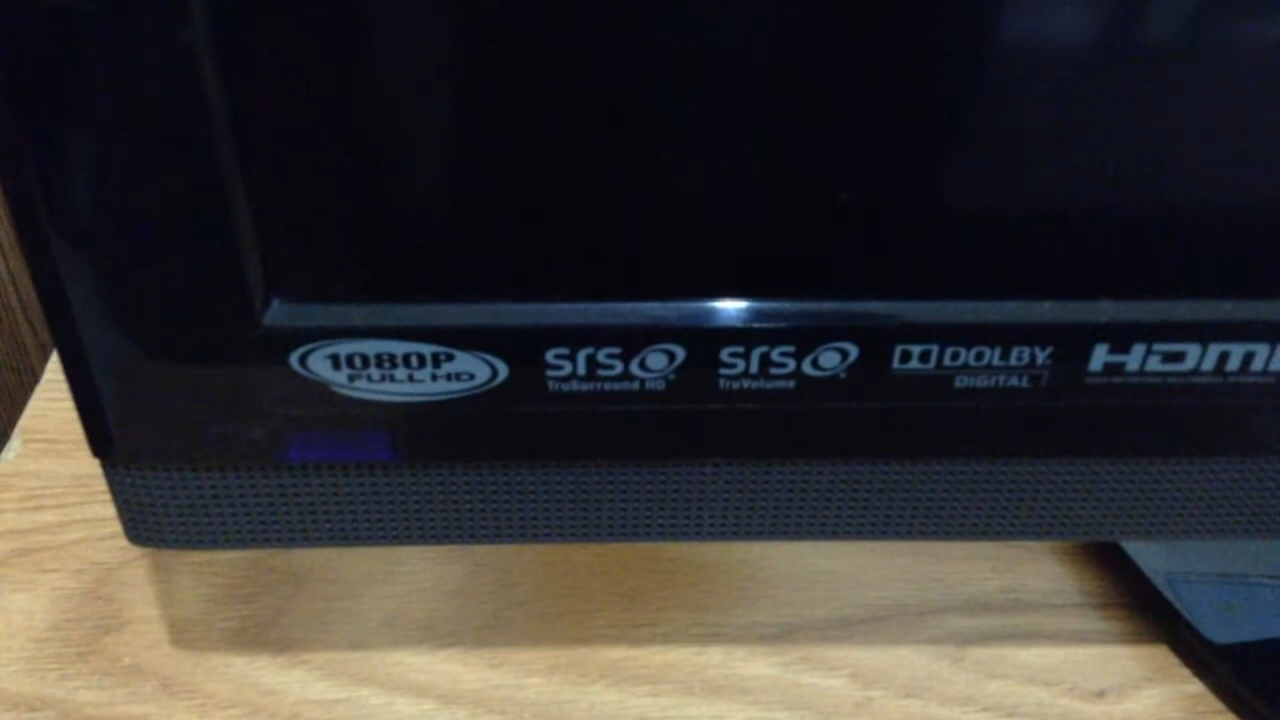 1080P
FULL HD
SRS
TruSurround HD
SRS
TruVolume
DOLBY
DIGITAL
HDMI